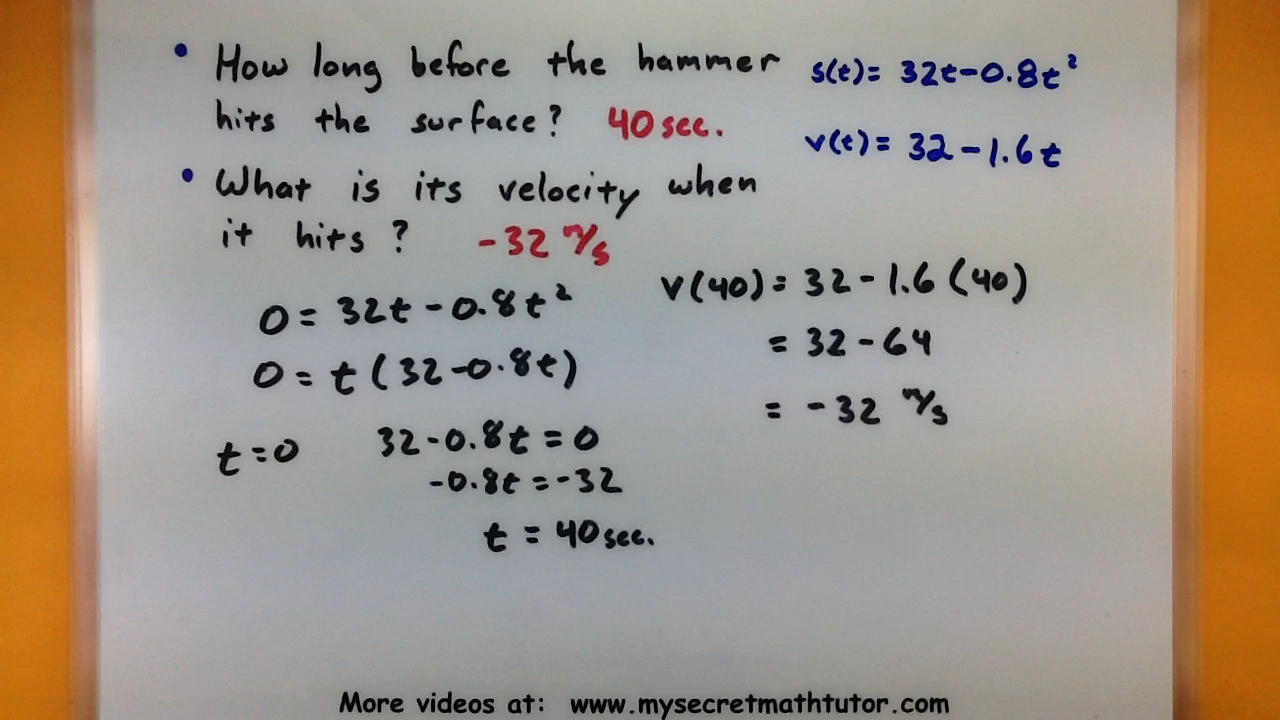 • How long before the hammer
hits the surface? 40 sec.
s(t) = 32t - 0.8t²
v(t) = 32 - 1.6t
• What is its velocity when
it hits? -32 m/s
0 = 32t - 0.8t²
0 = t(32 - 0.8t)
t = 0 32 - 0.8t = 0
-0.8t = -32
t = 40 sec.
v(40) = 32 - 1.6(40)
= 32 - 64
= -32 m/s
More videos at: www.mysecretmathtutor.com